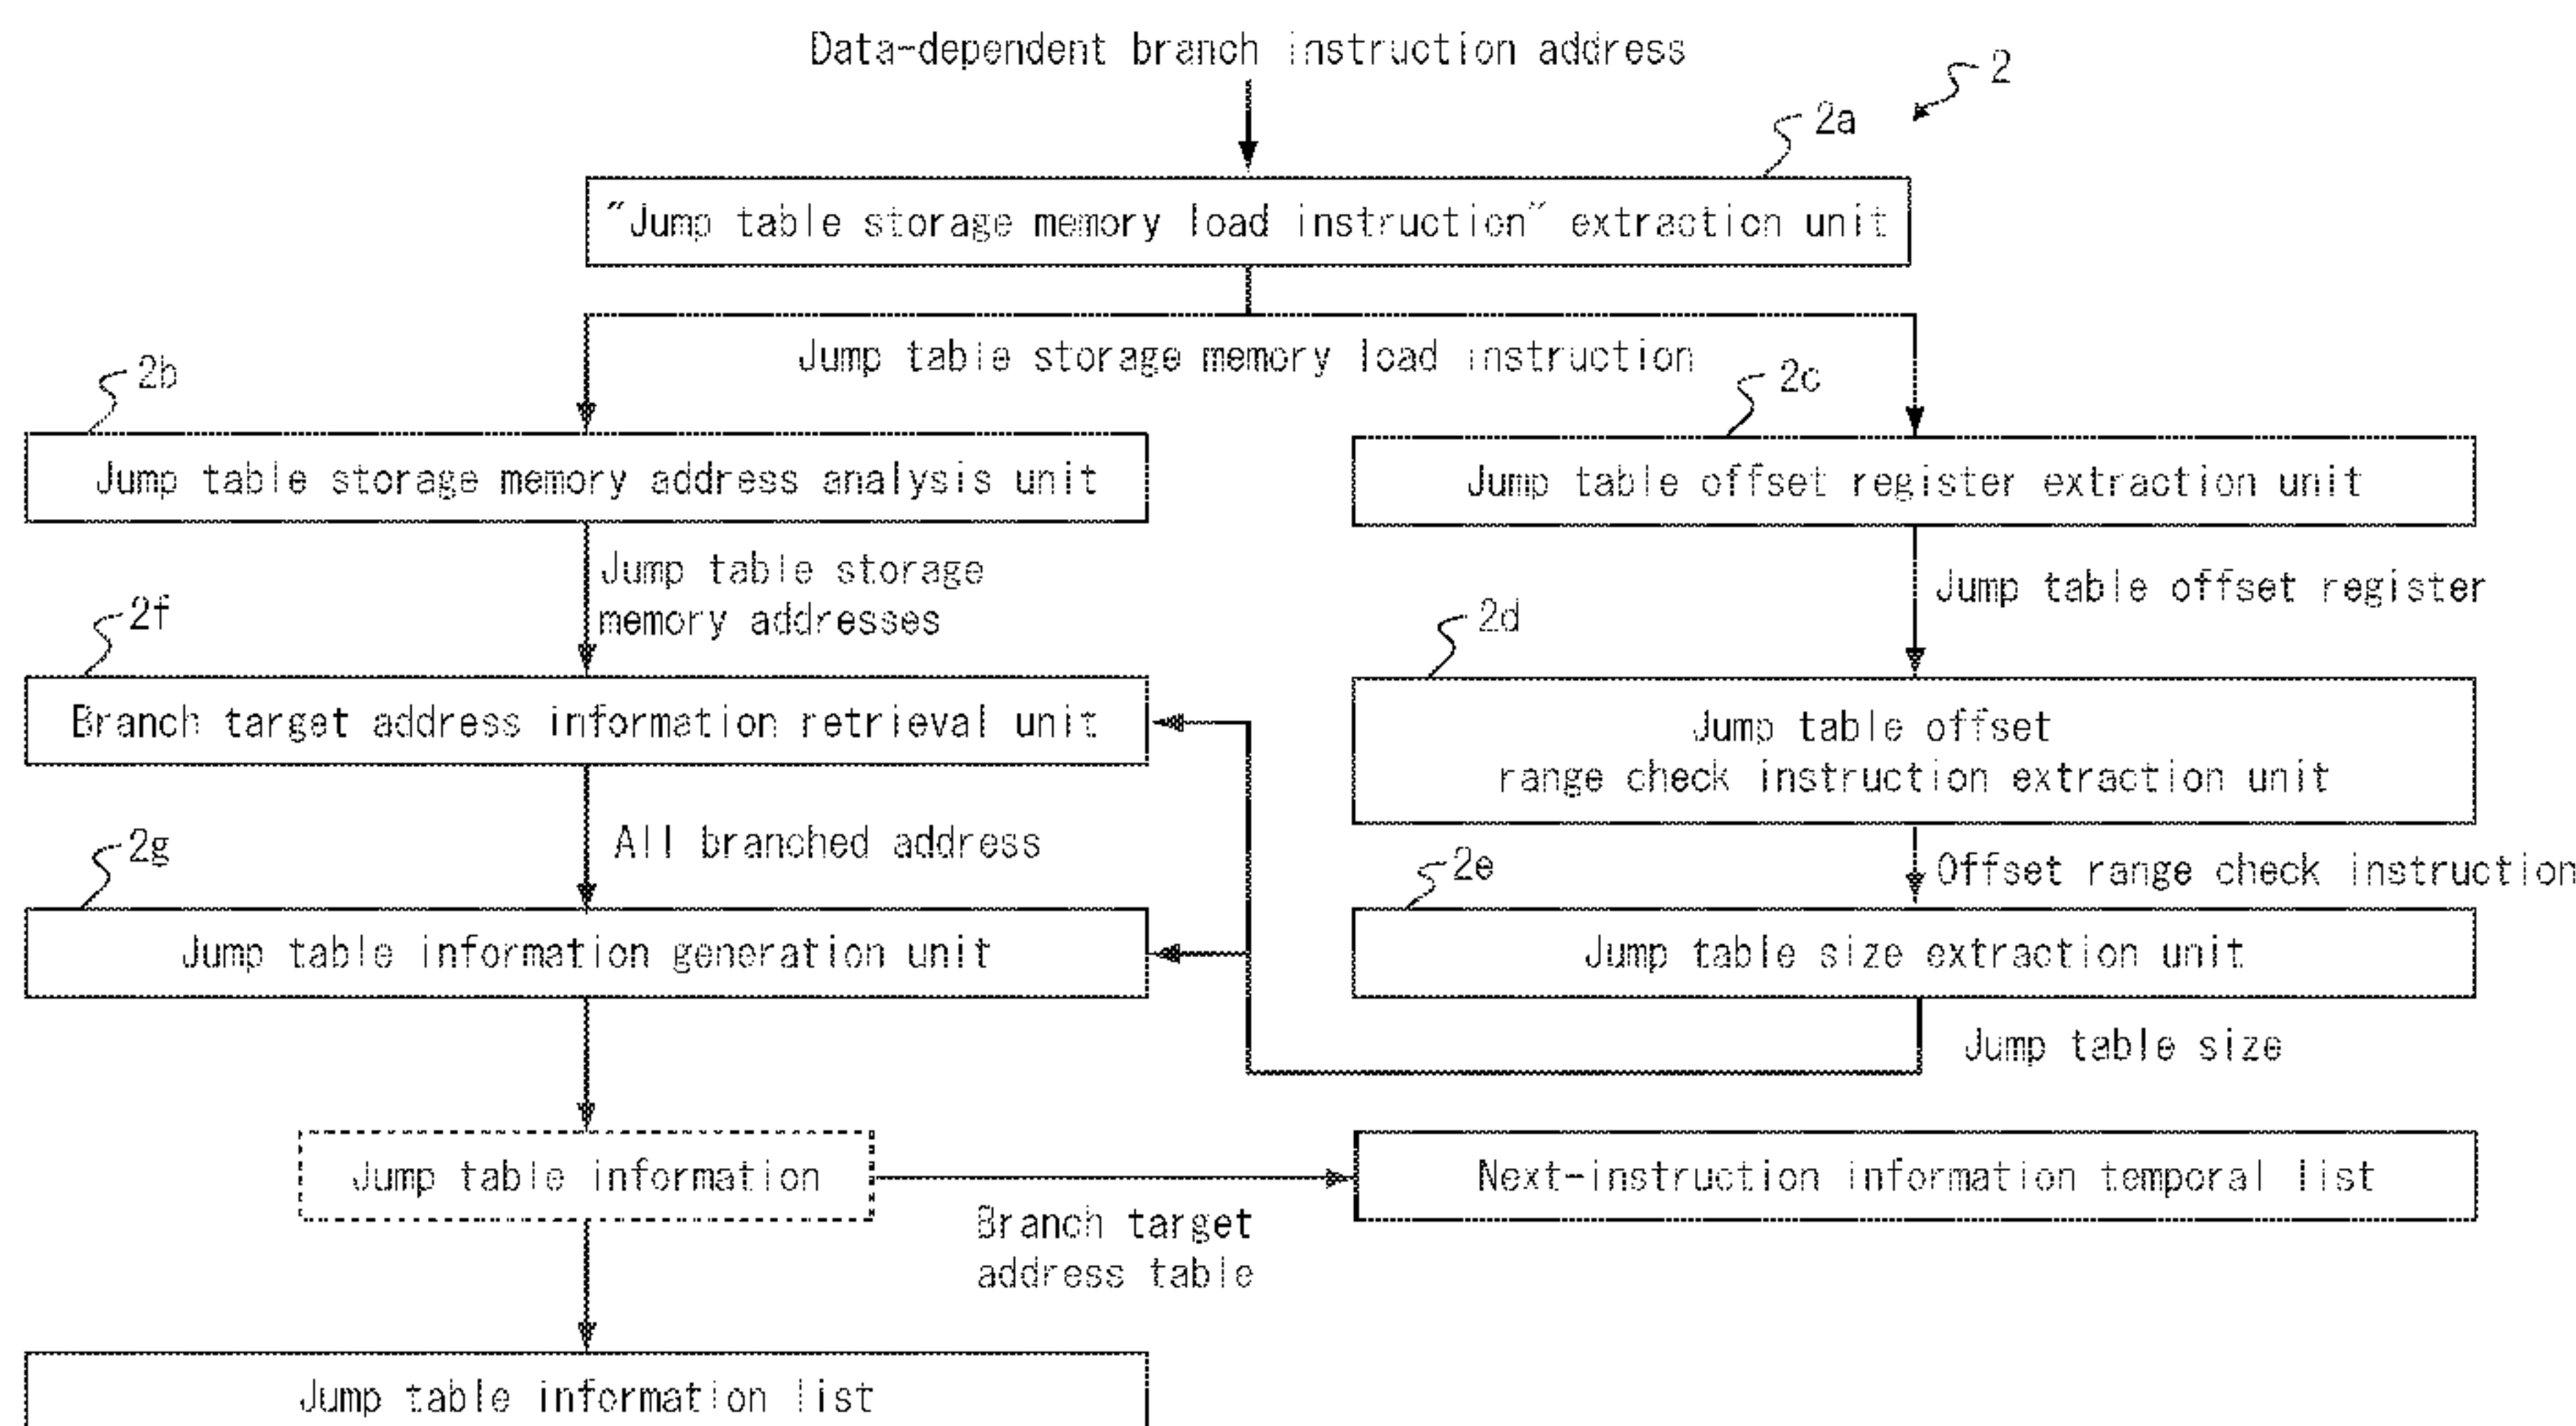 Data-dependent branch instruction address
2
2a
"Jump table storage memory load instruction" extraction unit
Jump table storage memory load instruction
2b
2c
Jump table storage memory address analysis unit
Jump table offset register extraction unit
Jump table storage
memory addresses
Jump table offset register
2f
2d
Branch target address information retrieval unit
Jump table offset
range check instruction extraction unit
All branched address
2g
2e
Offset range check instruction
Jump table information generation unit
Jump table size extraction unit
Jump table size
Jump table information
Next-instruction information temporal list
Branch target
address table
Jump table information list